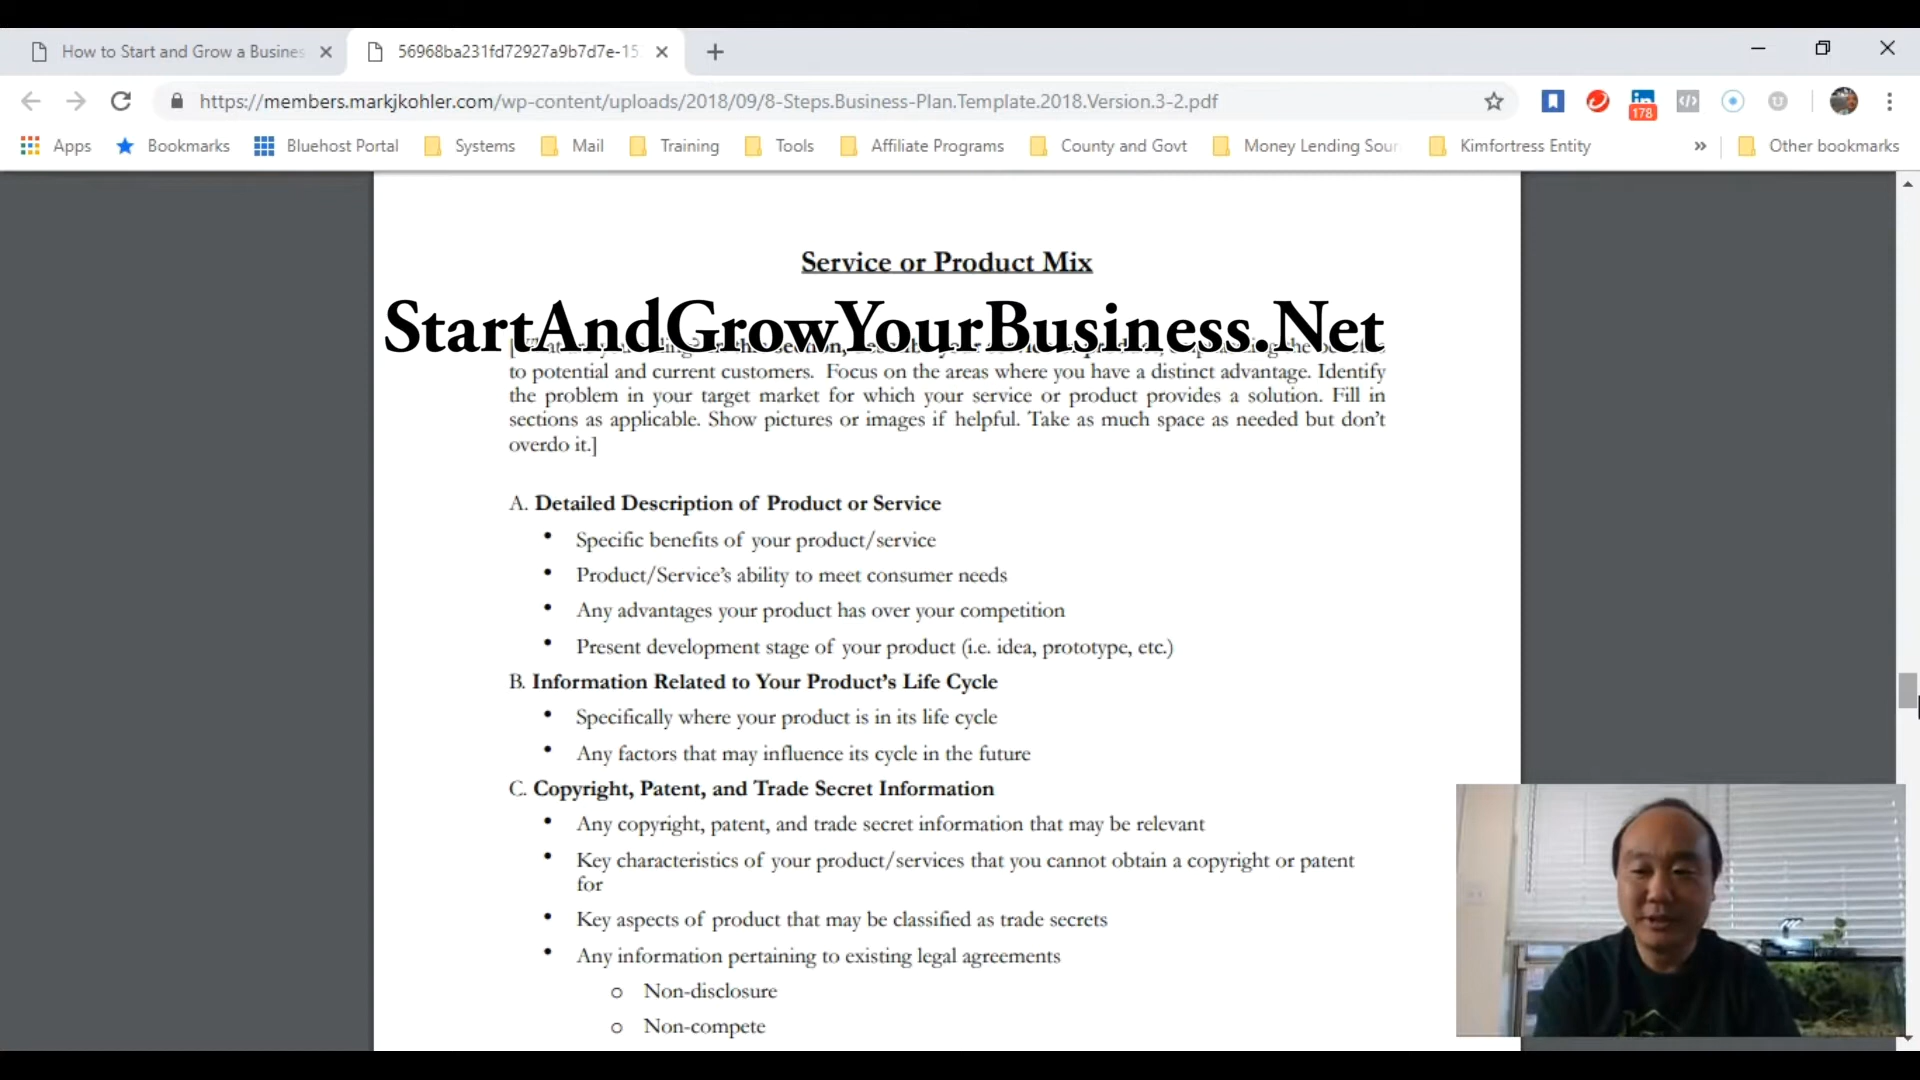 How to Start and Grow a Busines
56968ba231fd72927a9b7d7e-15
https://members.markjkohler.com/wp-content/uploads/2018/09/8-Steps.Business-Plan.Template.2018.Version.3-2.pdf
178
Apps Bookmarks Bluehost Portal Systems Mail Training Tools Affiliate Programs County and Govt Money Lending Sour Kimfortress Entity » Other bookmarks
Service or Product Mix
StartAndGrowYourBusiness.Net
to potential and current customers. Focus on the areas where you have a distinct advantage. Identify
the problem in your target market for which your service or product provides a solution. Fill in
sections as applicable. Show pictures or images if helpful. Take as much space as needed but don’t
overdo it.]
A. Detailed Description of Product or Service
• Specific benefits of your product/service
• Product/Service’s ability to meet consumer needs
• Any advantages your product has over your competition
• Present development stage of your product (i.e. idea, prototype, etc.)
B. Information Related to Your Product’s Life Cycle
• Specifically where your product is in its life cycle
• Any factors that may influence its cycle in the future
C. Copyright, Patent, and Trade Secret Information
• Any copyright, patent, and trade secret information that may be relevant
• Key characteristics of your product/services that you cannot obtain a copyright or patent
for
• Key aspects of product that may be classified as trade secrets
• Any information pertaining to existing legal agreements
o Non-disclosure
o Non-compete